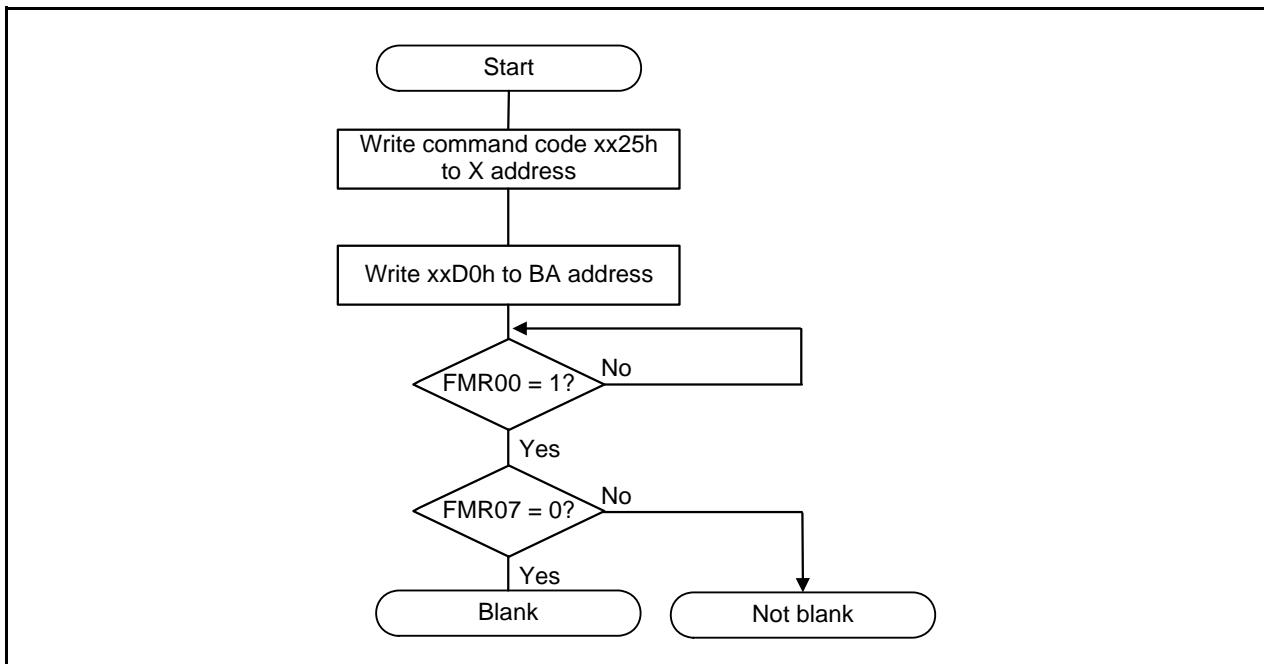 Start
Write command code xx25h
to X address
Write xxD0h to BA address
FMR00 = 1?
No
Yes
FMR07 = 0?
No
Yes
Blank
Not blank